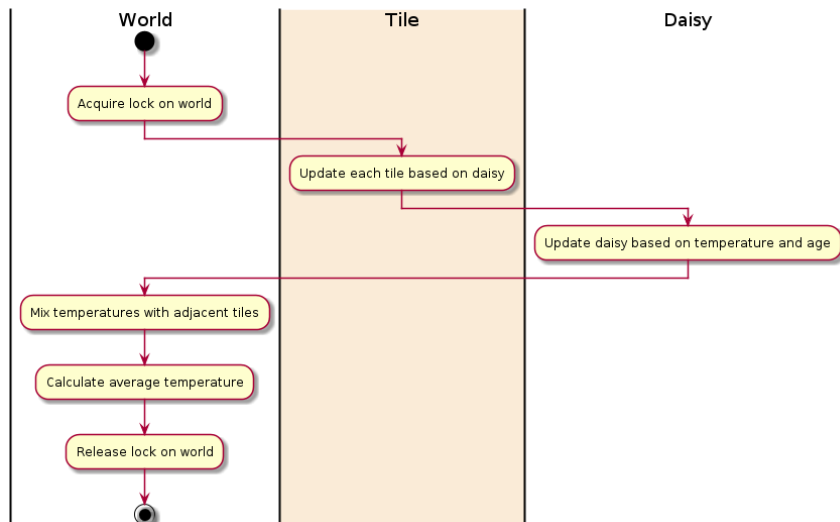 World
Tile
Daisy
Acquire lock on world
Update each tile based on daisy
Update daisy based on temperature and age
Mix temperatures with adjacent tiles
Calculate average temperature
Release lock on world